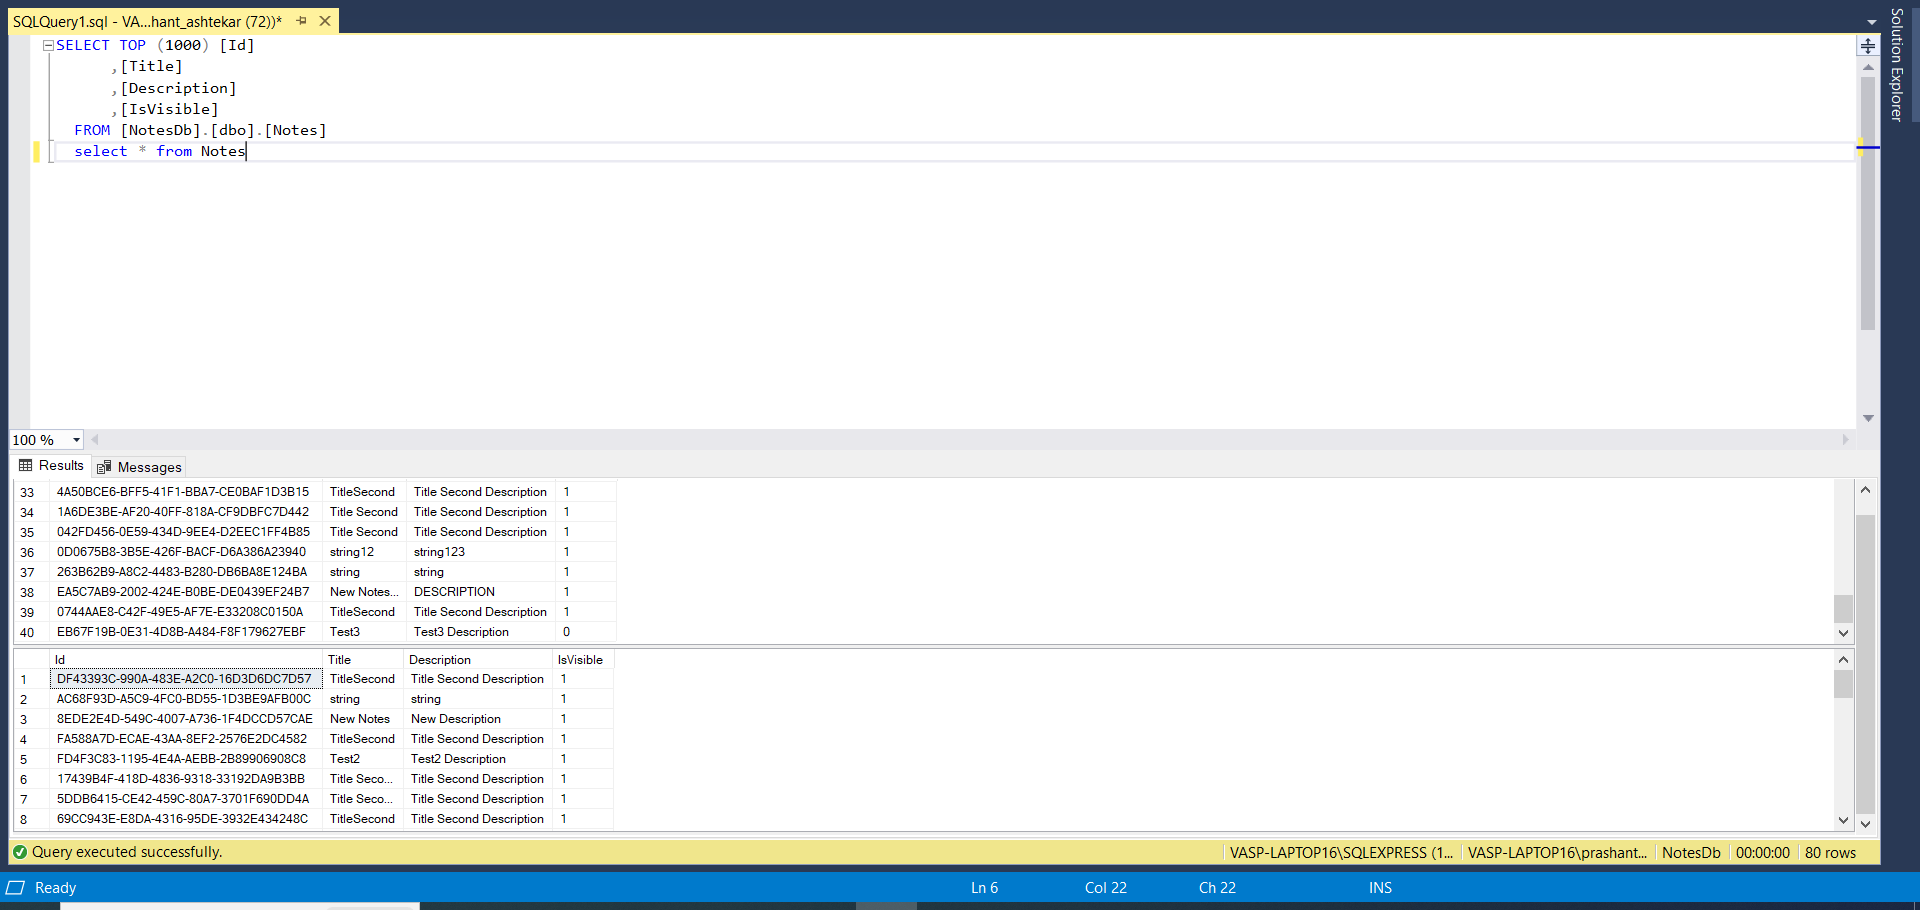 SQLQuery1.sql - VA...hant_ashtekar (72))*
Solution Explorer
SELECT TOP (1000) [Id]
,[Title]
,[Description]
,[IsVisible]
FROM [NotesDb].[dbo].[Notes]
select * from Notes
100 %
Results Messages
33 4A50BCE6-BFF5-41F1-BBA7-CE0BAF1D3B15 TitleSecond Title Second Description 1
34 1A6DE3BE-AF20-40FF-818A-CF9DBFC7D442 Title Second Title Second Description 1
35 042FD456-0E59-434D-9EE4-D2EEC1FF4B85 Title Second Title Second Description 1
36 0D0675B8-3B5E-426F-BACF-D6A386A23940 string12 string123 1
37 263B62B9-A8C2-4483-B280-DB6BA8E124BA string string 1
38 EA5C7AB9-2002-424E-B0BE-DE0439EF24B7 New Notes... DESCRIPTION 1
39 0744AAE8-C42F-49E5-AF7E-E33208C0150A TitleSecond Title Second Description 1
40 EB67F19B-0E31-4D8B-A484-F8F179627EBF Test3 Test3 Description 0
Id Title Description IsVisible
1 DF43393C-990A-483E-A2C0-16D3D6DC7D57 TitleSecond Title Second Description 1
2 AC68F93D-A5C9-4FC0-BD55-1D3BE9AFB00C string string 1
3 8EDE2E4D-549C-4007-A736-1F4DCCD57CAE New Notes New Description 1
4 FA588A7D-ECAE-43AA-8EF2-2576E2DC4582 TitleSecond Title Second Description 1
5 FD4F3C83-1195-4E4A-AEBB-2B89906908C8 Test2 Test2 Description 1
6 17439B4F-418D-4836-9318-33192DA9B3BB Title Seco... Title Second Description 1
7 5DDB6415-CE42-459C-80A7-3701F690DD4A Title Seco... Title Second Description 1
8 69CC943E-E8DA-4316-95DE-3932E434248C TitleSecond Title Second Description 1
Query executed successfully. VASP-LAPTOP16\SQLEXPRESS (1... VASP-LAPTOP16\prashant... NotesDb 00:00:00 80 rows
Ready Ln 6 Col 22 Ch 22 INS